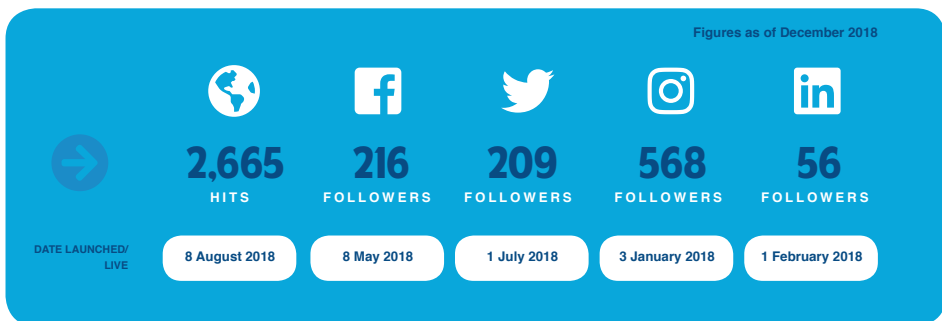 Figures as of December 2018
2,665 216 209 568 56
HITS FOLLOWERS FOLLOWERS FOLLOWERS FOLLOWERS
DATE LAUNCHED/
LIVE
8 August 2018 8 May 2018 1 July 2018 3 January 2018 1 February 2018